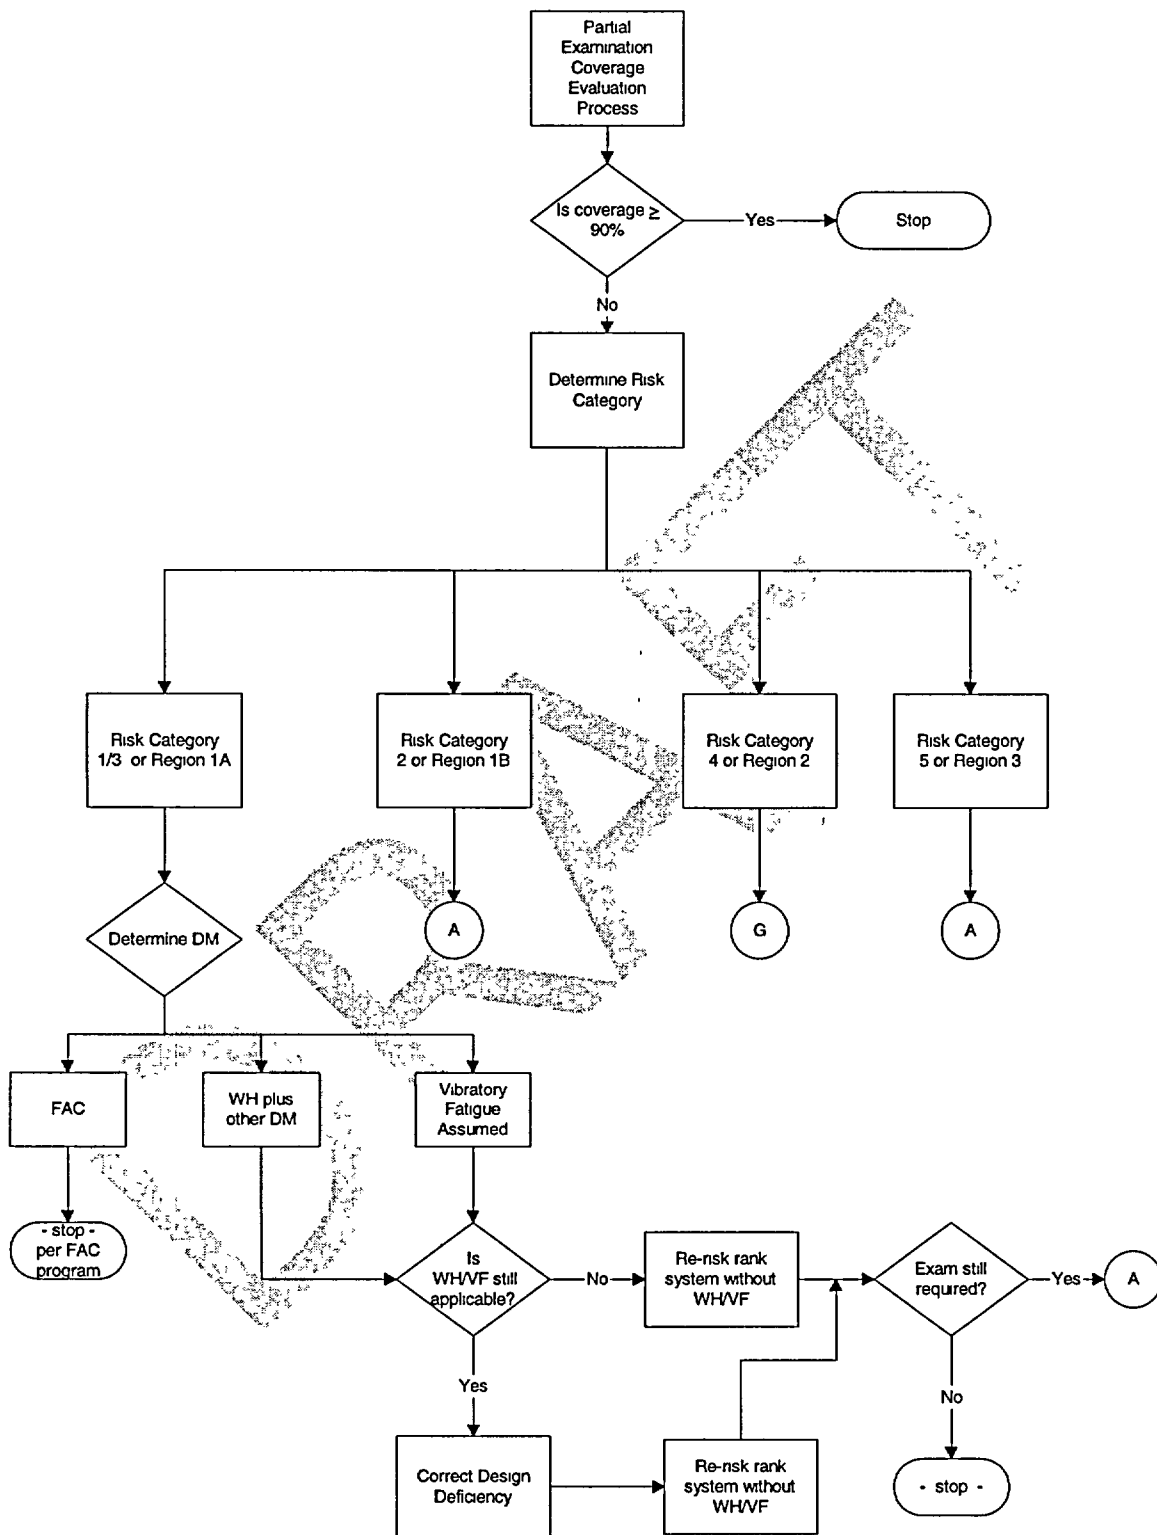 Partial
Examination
Coverage
Evaluation
Process
Is coverage ≥
90%
Yes
Stop
No
Determine Risk
Category
Risk Category
1/3 or Region 1A
Risk Category
2 or Region 1B
Risk Category
4 or Region 2
Risk Category
5 or Region 3
Determine DM
A
G
A
FAC
WH plus
other DM
Vibratory
Fatigue
Assumed
- stop -
per FAC
program
Is
WH/VF still
applicable?
No
Re-risk rank
system without
WH/VF
Exam still
required?
Yes
A
Yes
No
Correct Design
Deficiency
Re-risk rank
system without
WH/VF
- stop -
DRAFT